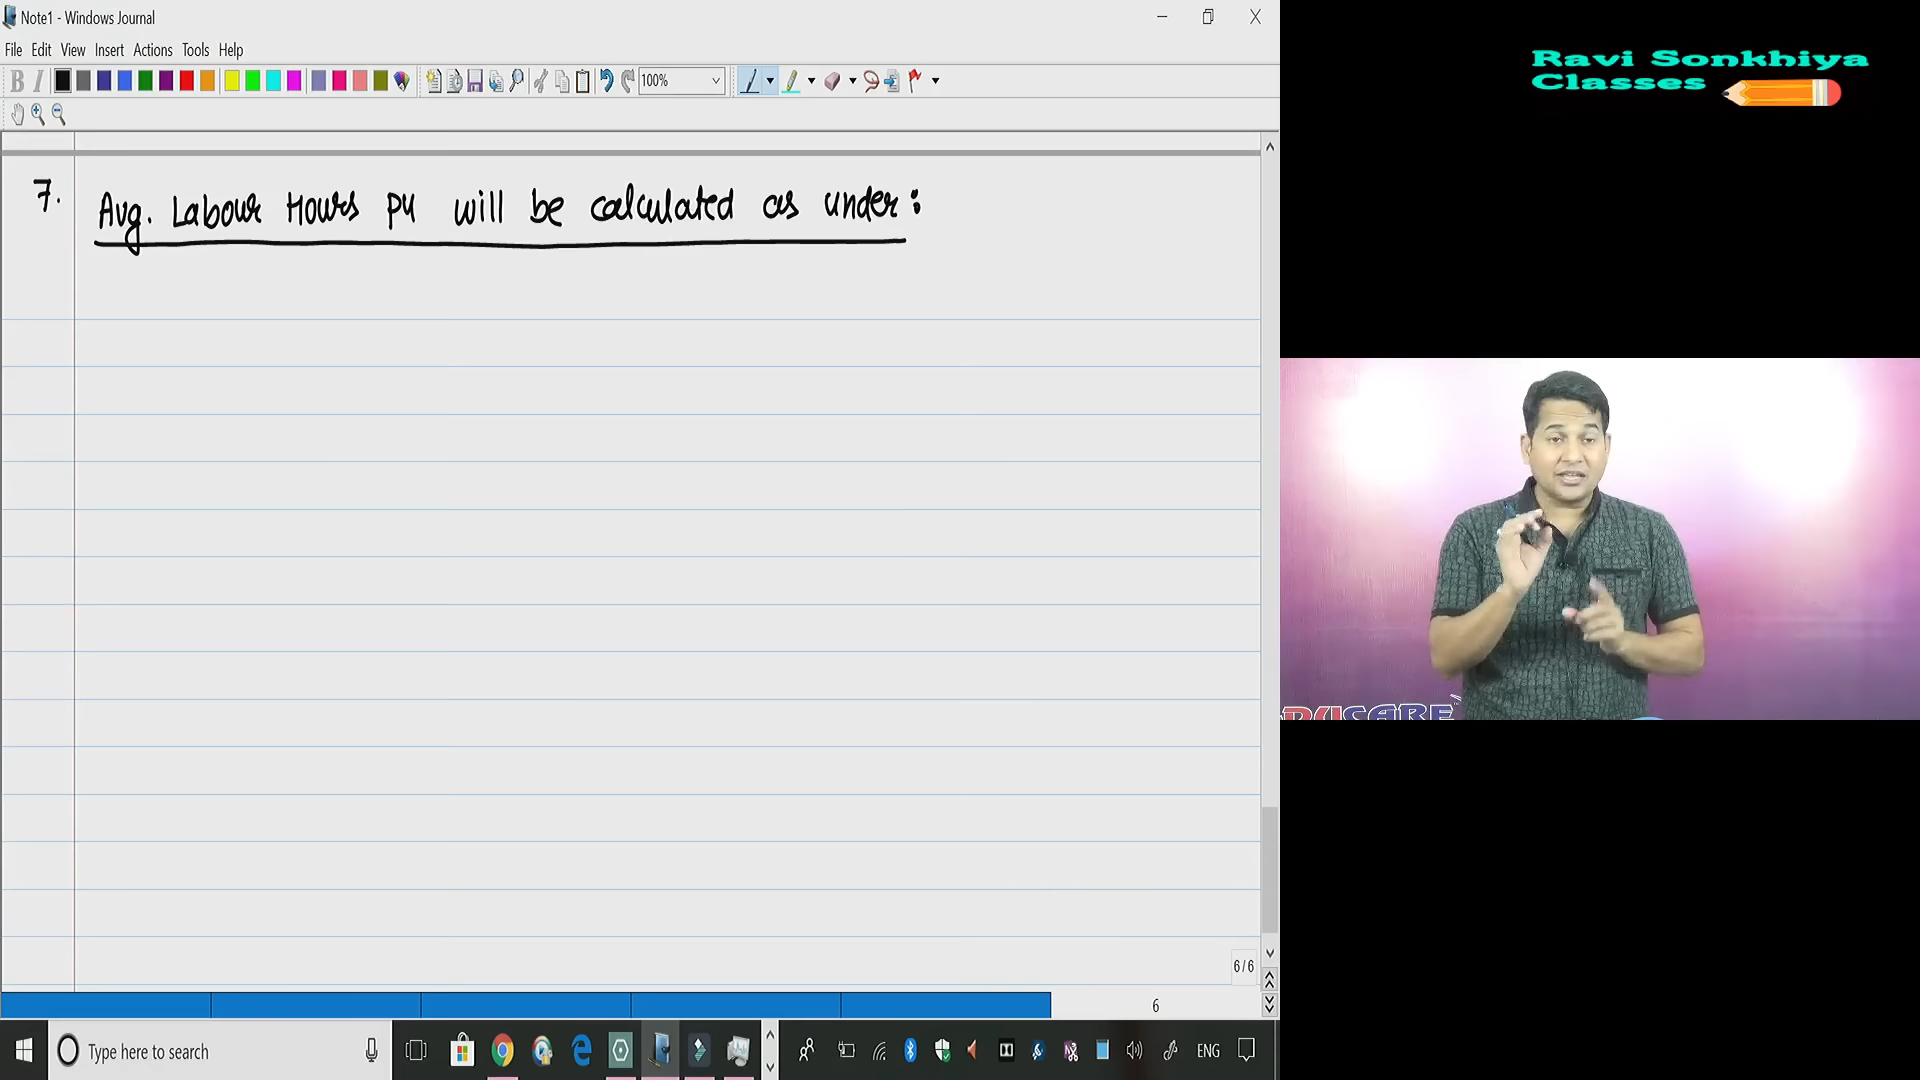 Note1 - Windows Journal
File Edit View Insert Actions Tools Help
100%
7. Avg. Labour Hours PU will be calculated as under:
6/6
6
Type here to search
ENG
Ravi Sonkhiya
Classes